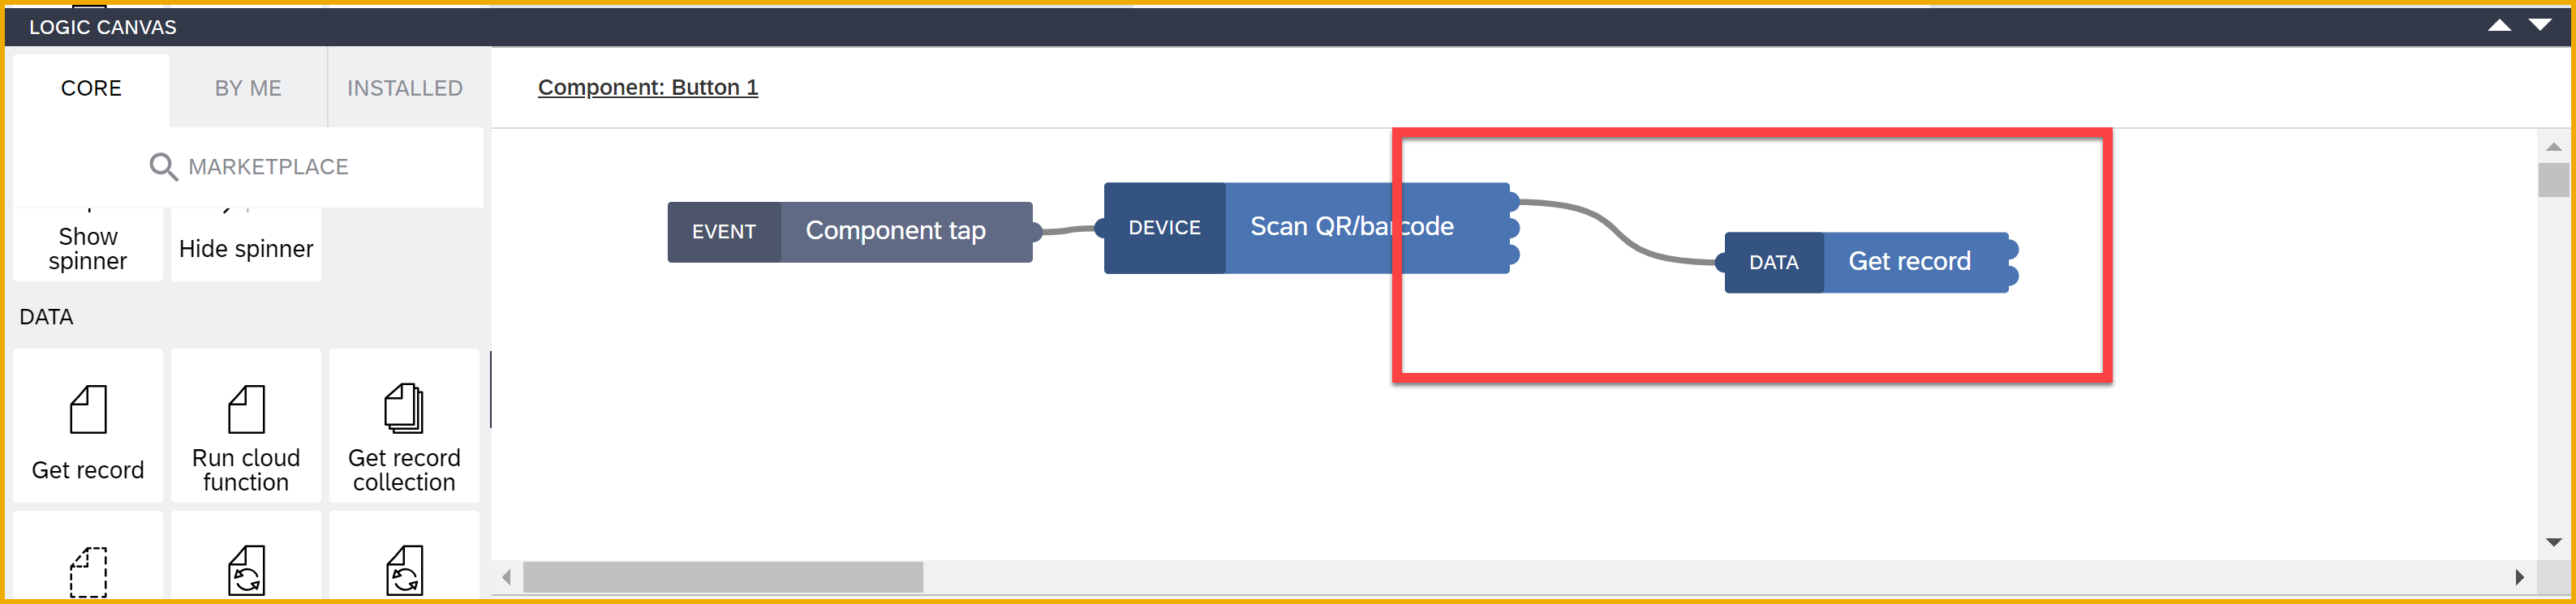 LOGIC CANVAS
CORE
BY ME
INSTALLED
MARKETPLACE
Show
spinner
Hide spinner
DATA
Get record
Run cloud
function
Get record
collection
Component: Button 1
EVENT
Component tap
DEVICE
Scan QR/barcode
DATA
Get record